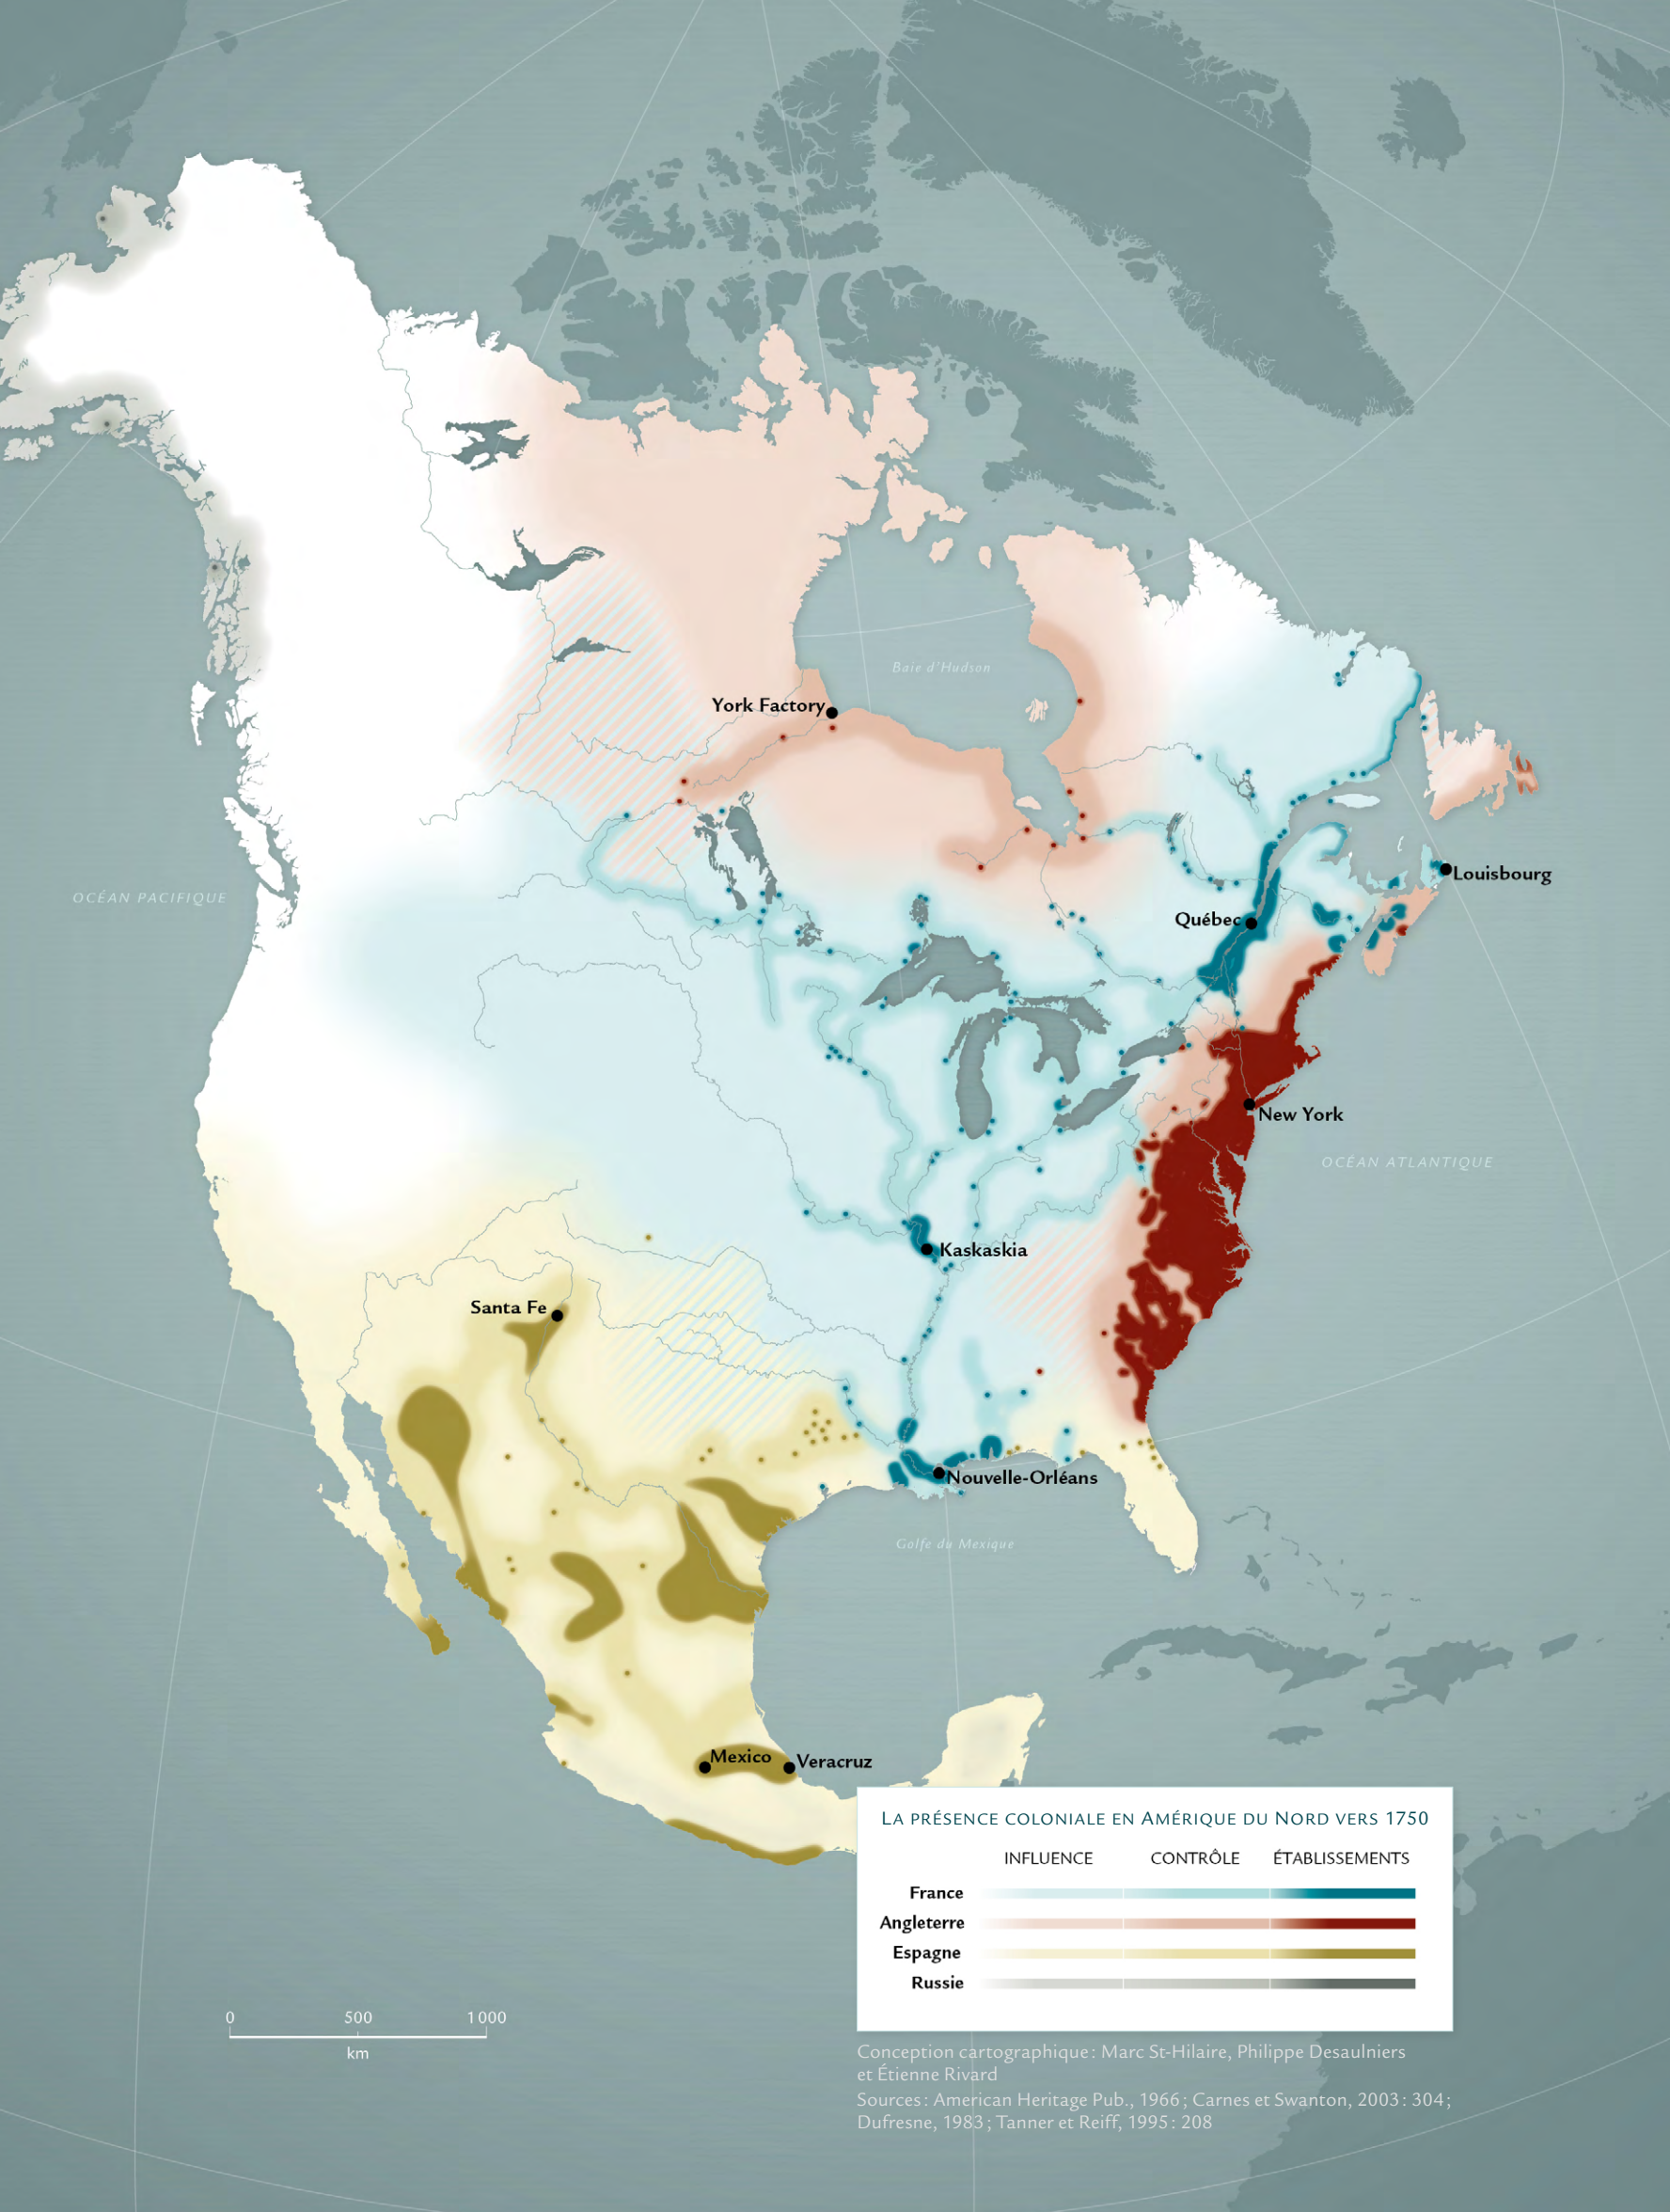 York Factory
Baie d'Hudson
OCÉAN PACIFIQUE
Louisbourg
Québec
New York
OCÉAN ATLANTIQUE
Kaskaskia
Santa Fe
Nouvelle-Orléans
Golfe du Mexique
Mexico
Veracruz
La présence coloniale en Amérique du Nord vers 1750
INFLUENCE CONTRÔLE ÉTABLISSEMENTS
France
Angleterre
Espagne
Russie
0 500 1 000
km
Conception cartographique : Marc St-Hilaire, Philippe Desaulniers
et Étienne Rivard
Sources : American Heritage Pub., 1966 ; Carnes et Swanton, 2003 : 304 ;
Dufresne, 1983 ; Tanner et Reiff, 1995 : 208